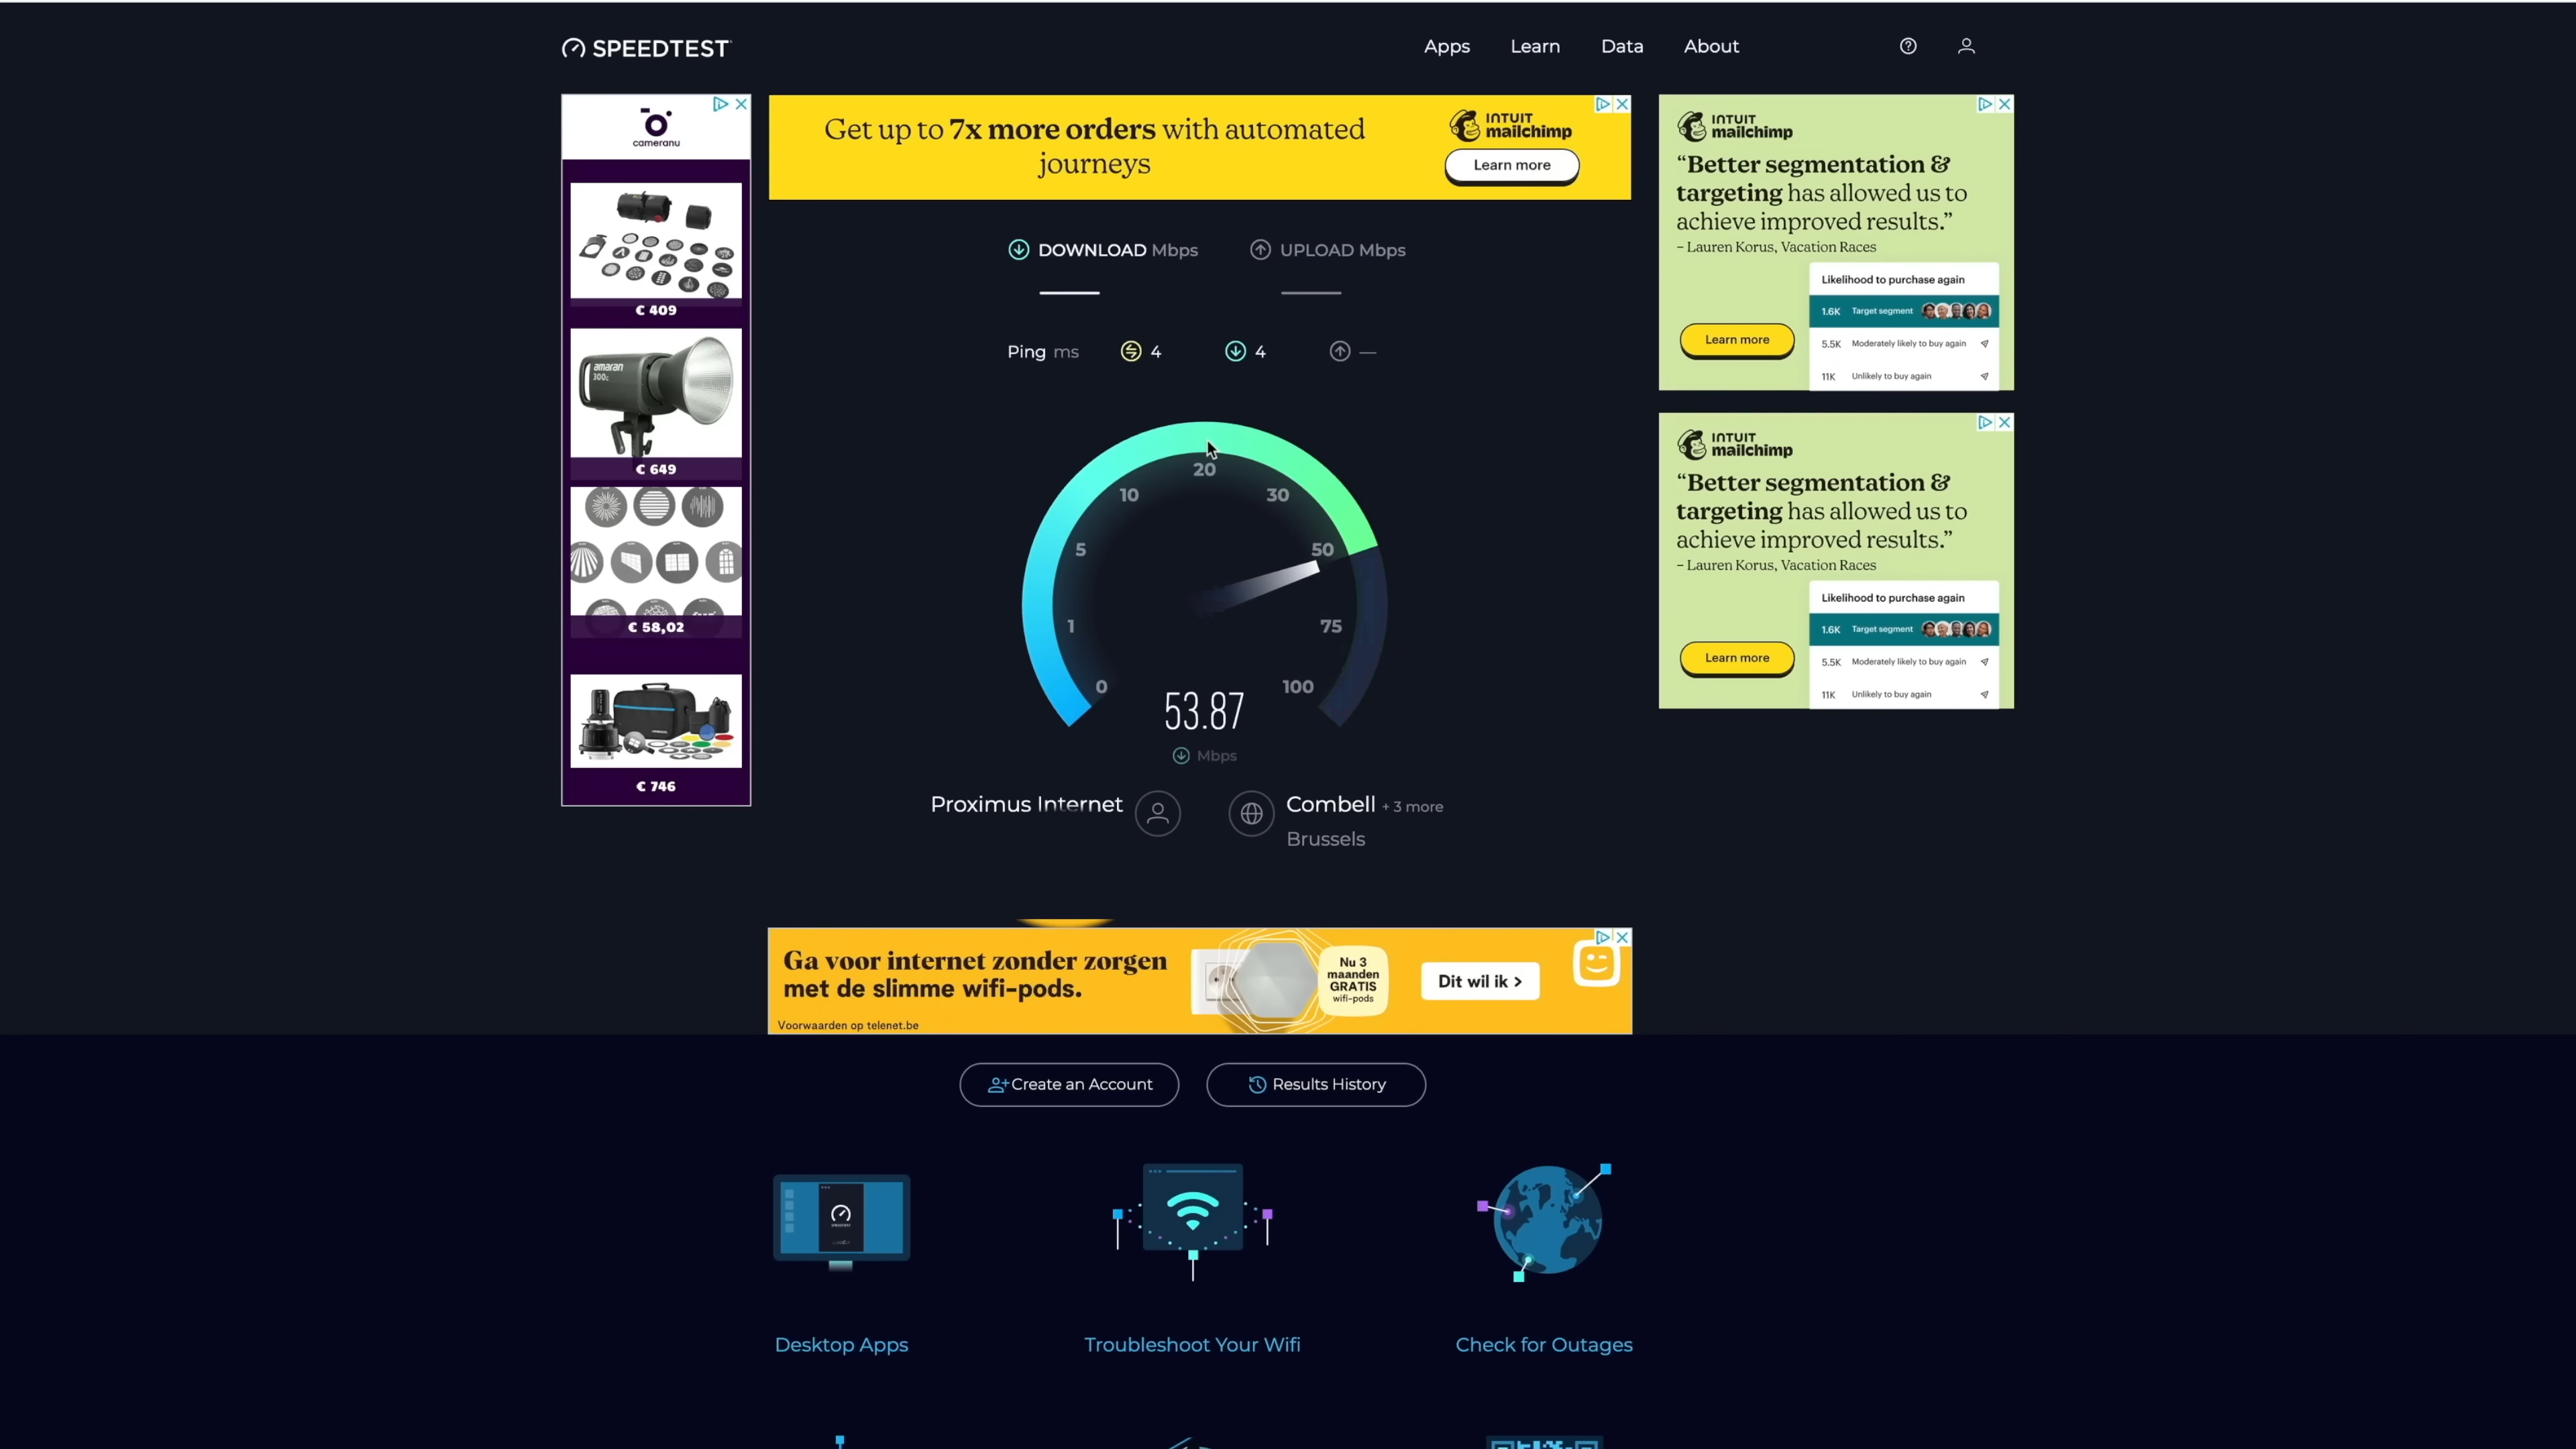 SPEEDTEST
Apps Learn Data About
cameranu
€ 409
amaran
300c
€ 649
€ 58,02
€ 746
Get up to 7x more orders with automated
journeys
INTUIT
mailchimp
Learn more
DOWNLOAD Mbps UPLOAD Mbps
Ping ms 4 4 —
0
1
5
10
20
30
50
75
100
53.87
Mbps
Proximus Internet
Combell + 3 more
Brussels
INTUIT
mailchimp
“Better segmentation &
targeting has allowed us to
achieve improved results.”
– Lauren Korus, Vacation Races
Likelihood to purchase again
1.6K Target segment
5.5K Moderately likely to buy again
11K Unlikely to buy again
Learn more
INTUIT
mailchimp
“Better segmentation &
targeting has allowed us to
achieve improved results.”
– Lauren Korus, Vacation Races
Likelihood to purchase again
1.6K Target segment
5.5K Moderately likely to buy again
11K Unlikely to buy again
Learn more
Ga voor internet zonder zorgen
met de slimme wifi-pods.
Voorwaarden op telenet.be
Nu 3
maanden
GRATIS
wifi-pods
Dit wil ik >
Create an Account
Results History
SPEEDTEST
Desktop Apps
Troubleshoot Your Wifi
Check for Outages